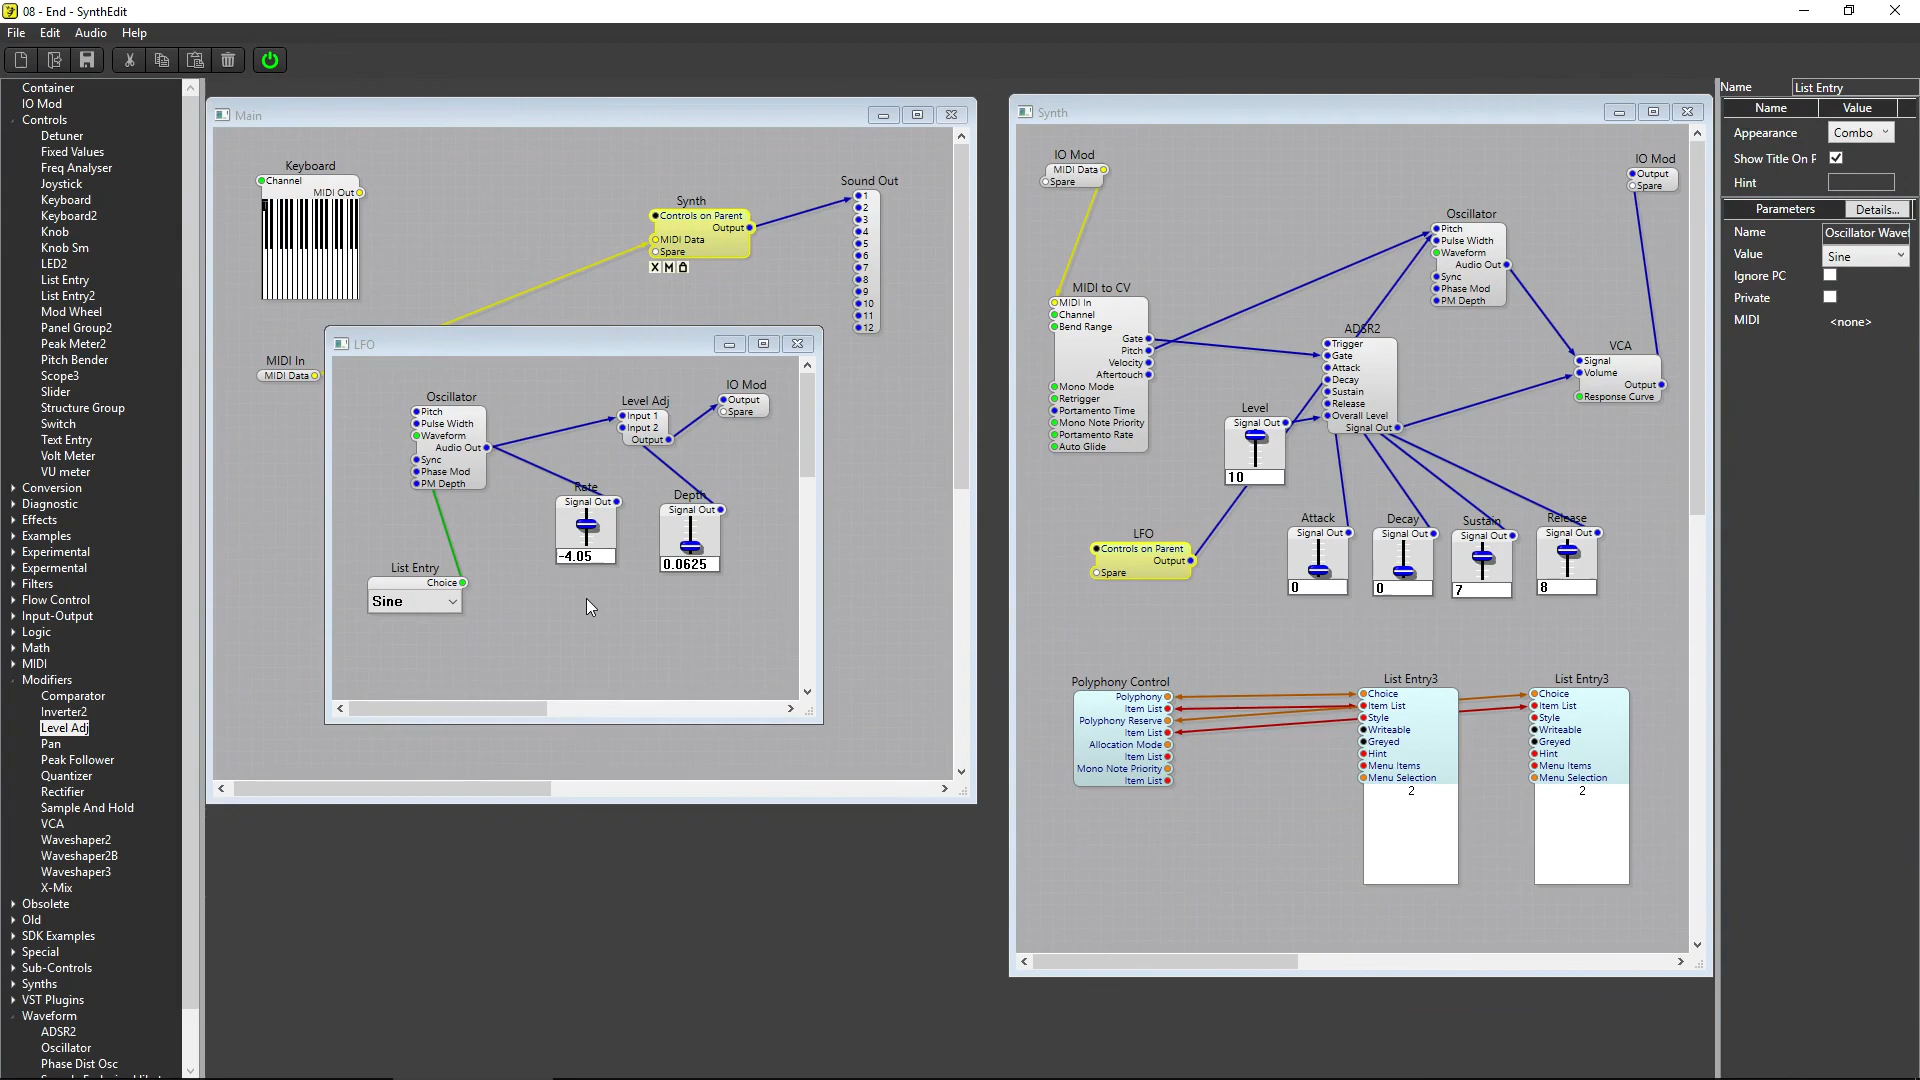 08 - End - SynthEdit
File Edit Audio Help
Container
IO Mod
Controls
Detuner
Fixed Values
Freq Analyser
Joystick
Keyboard
Keyboard2
Knob
Knob Sm
LED2
List Entry
List Entry2
Mod Wheel
Panel Group2
Peak Meter2
Pitch Bender
Scope3
Slider
Structure Group
Switch
Text Entry
Volt Meter
VU meter
Conversion
Diagnostic
Effects
Examples
Experimental
Expermental
Filters
Flow Control
Input-Output
Logic
Math
MIDI
Modifiers
Comparator
Inverter2
Level Adj
Pan
Peak Follower
Quantizer
Rectifier
Sample And Hold
VCA
Waveshaper2
Waveshaper2B
Waveshaper3
X-Mix
Obsolete
Old
SDK Examples
Special
Sub-Controls
Synths
VST Plugins
Waveform
ADSR2
Oscillator
Phase Dist Osc
Main
Keyboard
Channel
MIDI Out
MIDI In
MIDI Data
Synth
Controls on Parent
Output
MIDI Data
Spare
X M
Sound Out
1
2
3
4
5
6
7
8
9
10
11
12
LFO
Oscillator
Pitch
Pulse Width
Waveform
Audio Out
Sync
Phase Mod
PM Depth
Level Adj
Input 1
Input 2
Output
IO Mod
Output
Spare
Rate
Signal Out
-4.05
Depth
Signal Out
0.0625
List Entry
Choice
Sine
Synth
IO Mod
MIDI Data
Spare
IO Mod
Output
Spare
MIDI to CV
MIDI In
Channel
Bend Range
Gate
Pitch
Velocity
Aftertouch
Mono Mode
Retrigger
Portamento Time
Mono Note Priority
Portamento Rate
Auto Glide
Oscillator
Pitch
Pulse Width
Waveform
Audio Out
Sync
Phase Mod
PM Depth
ADSR2
Trigger
Gate
Attack
Decay
Sustain
Release
Overall Level
Signal Out
VCA
Signal
Volume
Output
Response Curve
Level
Signal Out
10
LFO
Controls on Parent
Output
Spare
Attack
Signal Out
0
Decay
Signal Out
0
Sustain
Signal Out
7
Release
Signal Out
8
Polyphony Control
Polyphony
Item List
Polyphony Reserve
Item List
Allocation Mode
Item List
Mono Note Priority
Item List
List Entry3
Choice
Item List
Style
Writeable
Greyed
Hint
Menu Items
Menu Selection
2
List Entry3
Choice
Item List
Style
Writeable
Greyed
Hint
Menu Items
Menu Selection
2
Name List Entry
Name Value
Appearance Combo
Show Title On P
Hint
Parameters Details...
Name Oscillator Wavef
Value Sine
Ignore PC
Private
MIDI <none>